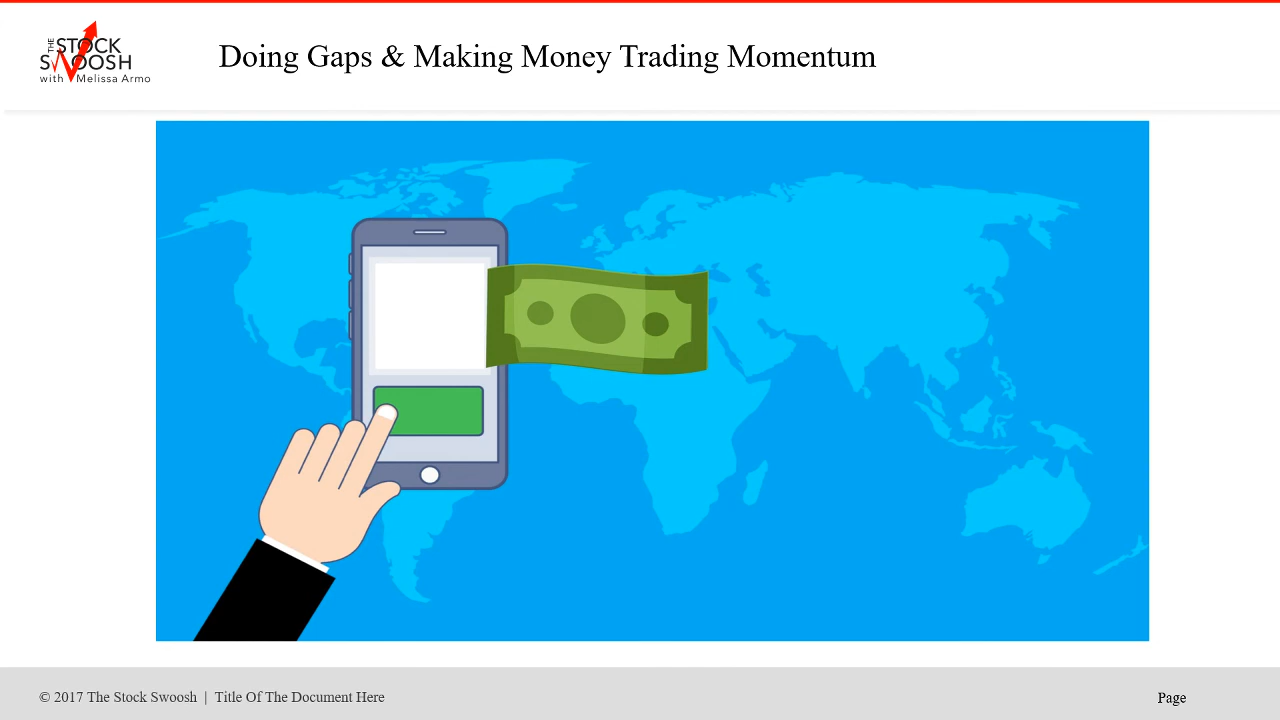 THE STOCK
SWOOSH
with Melissa Armo
Doing Gaps & Making Money Trading Momentum
© 2017 The Stock Swoosh | Title Of The Document Here
Page